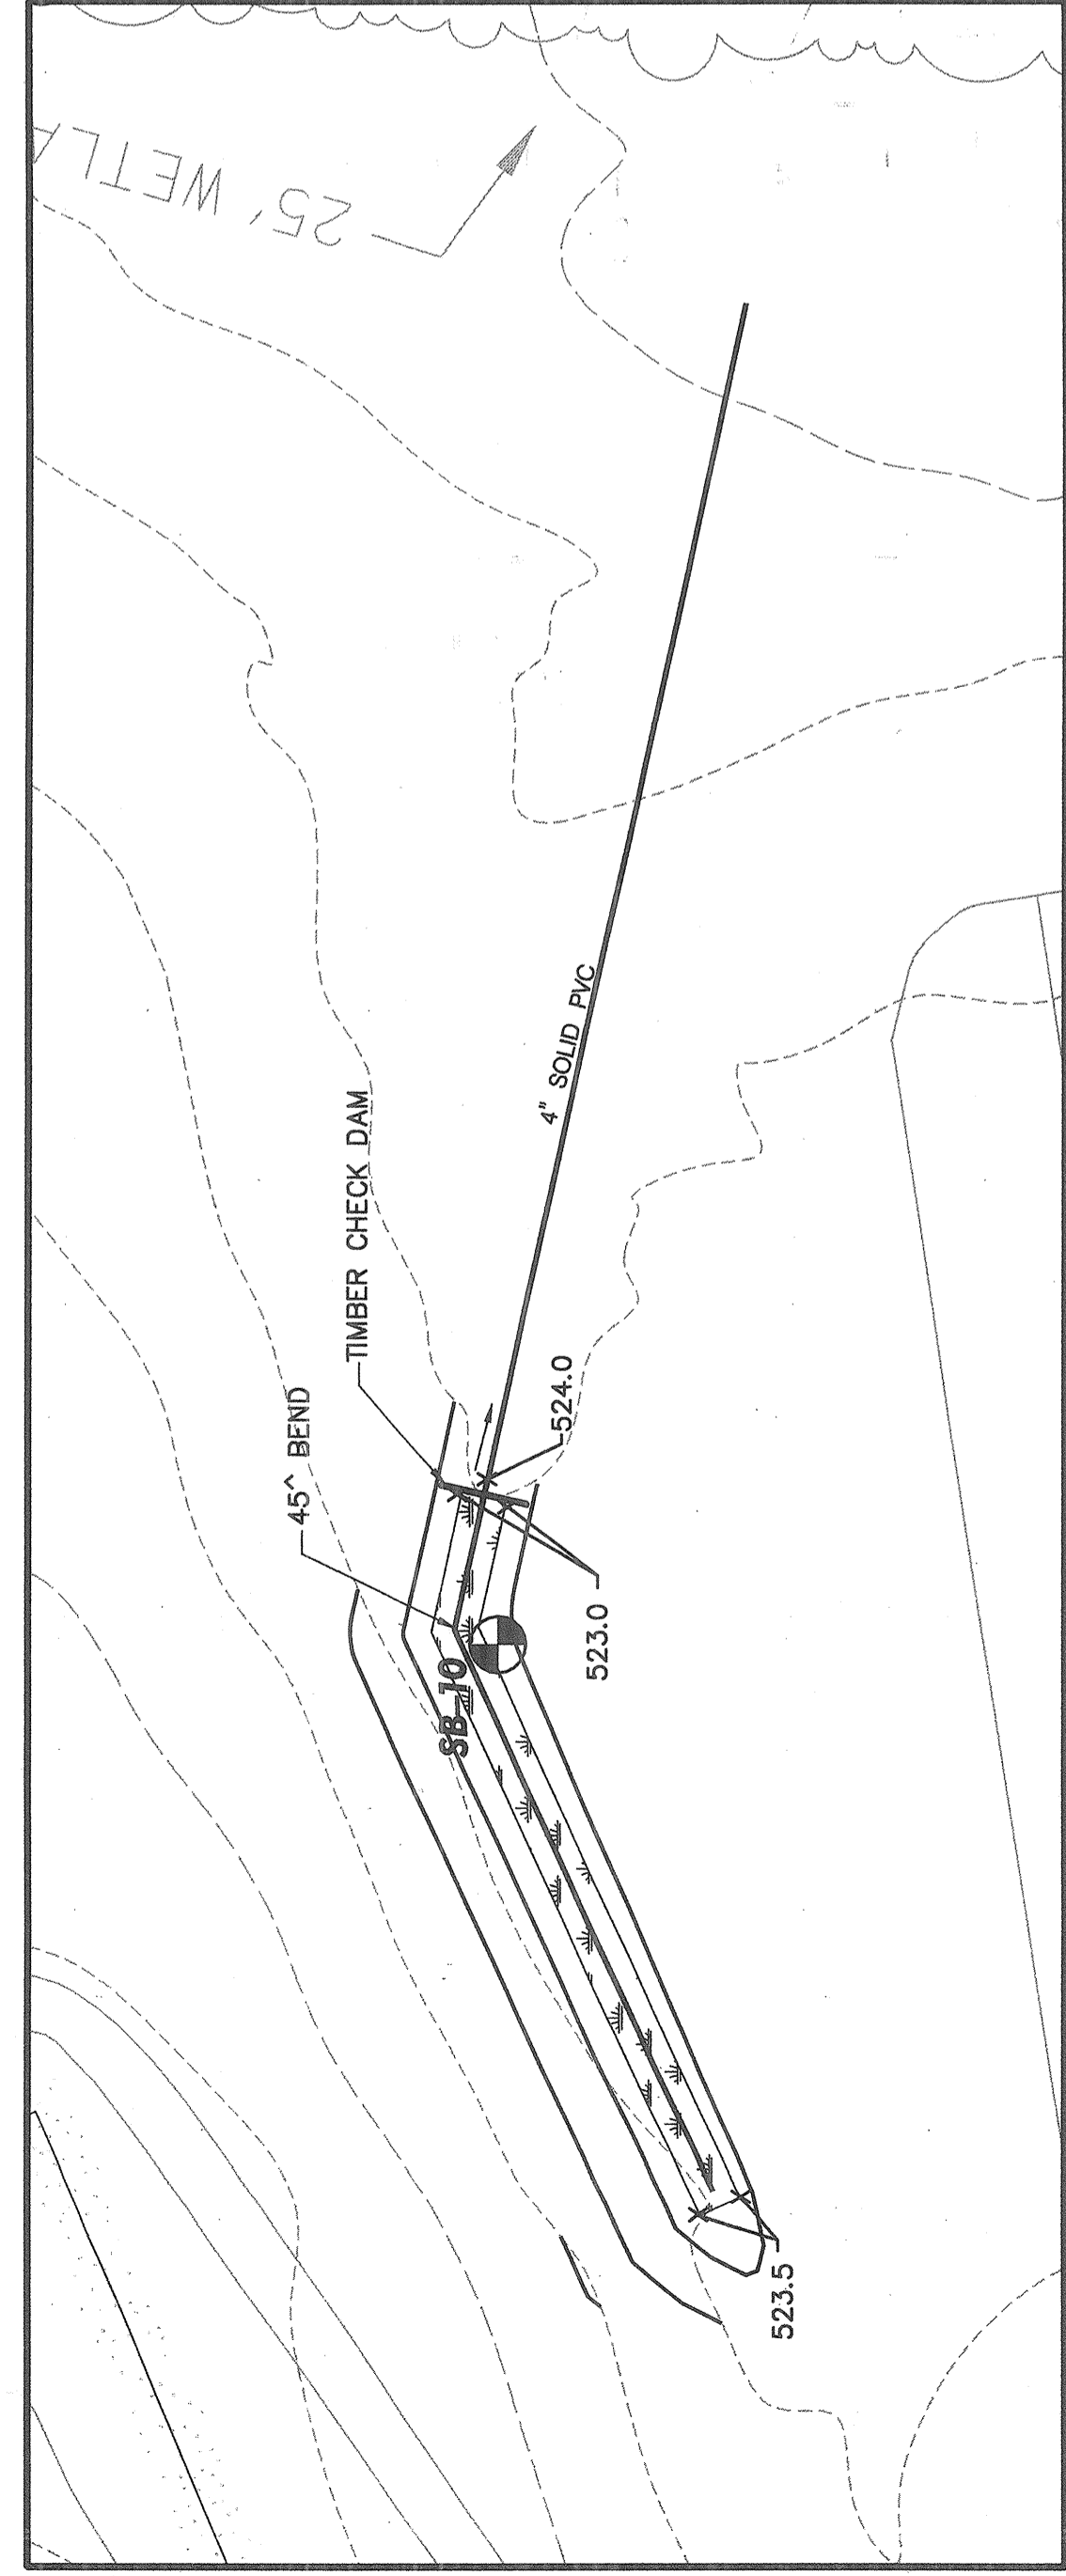 25' WETLA
4" SOLID PVC
TIMBER CHECK DAM
45^ BEND
524.0
523.0
SB-10
523.5